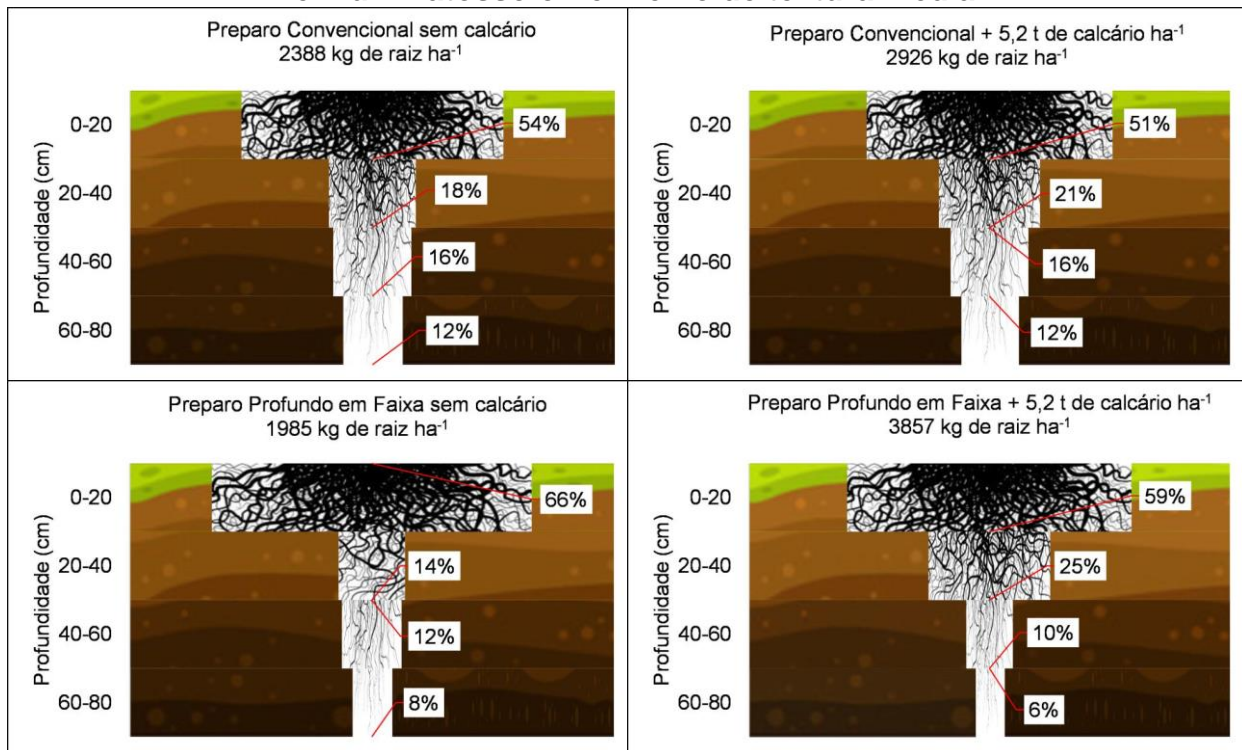 Preparo Convencional sem calcário
2388 kg de raiz ha⁻¹
Profundidade (cm)
0-20
54%
20-40
18%
40-60
16%
60-80
12%
Preparo Convencional + 5,2 t de calcário ha⁻¹
2926 kg de raiz ha⁻¹
Profundidade (cm)
0-20
51%
20-40
21%
40-60
16%
60-80
12%
Preparo Profundo em Faixa sem calcário
1985 kg de raiz ha⁻¹
Profundidade (cm)
0-20
66%
20-40
14%
40-60
12%
60-80
8%
Preparo Profundo em Faixa + 5,2 t de calcário ha⁻¹
3857 kg de raiz ha⁻¹
Profundidade (cm)
0-20
59%
20-40
25%
40-60
10%
60-80
6%